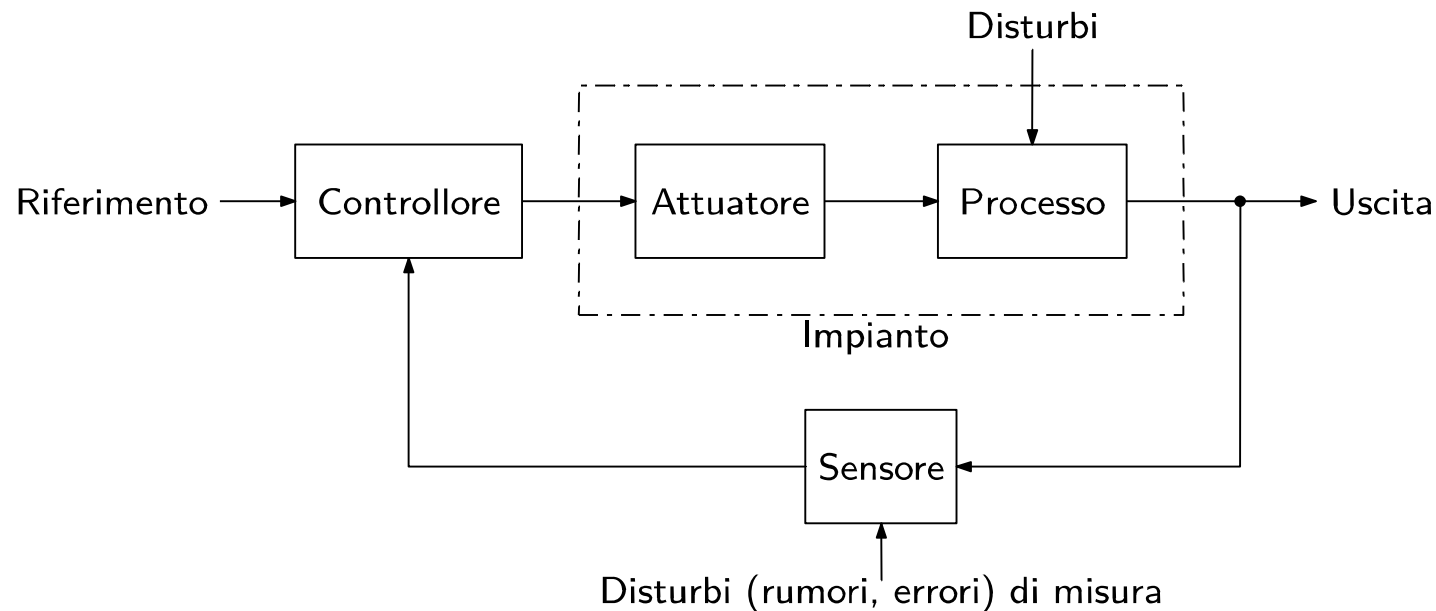 Disturbi
Riferimento
Controllore
Attuatore
Processo
Uscita
Impianto
Sensore
Disturbi (rumori, errori) di misura